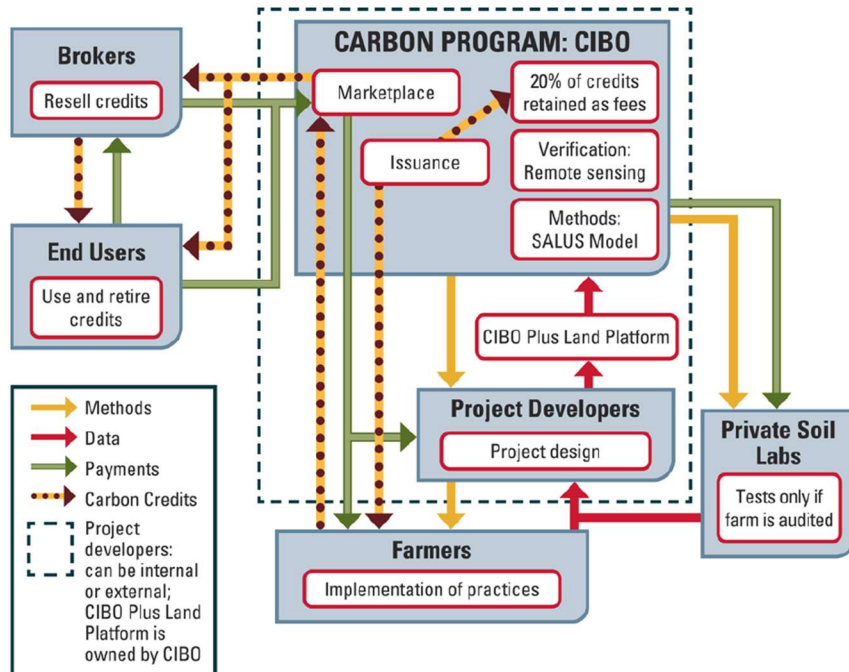 CARBON PROGRAM: CIBO
Brokers
Resell credits
Marketplace
20% of credits
retained as fees
Issuance
Verification:
Remote sensing
Methods:
SALUS Model
End Users
Use and retire
credits
CIBO Plus Land Platform
Project Developers
Project design
Private Soil
Labs
Tests only if
farm is audited
Farmers
Implementation of practices
Methods
Data
Payments
Carbon Credits
Project
developers:
can be internal
or external;
CIBO Plus Land
Platform is
owned by CIBO